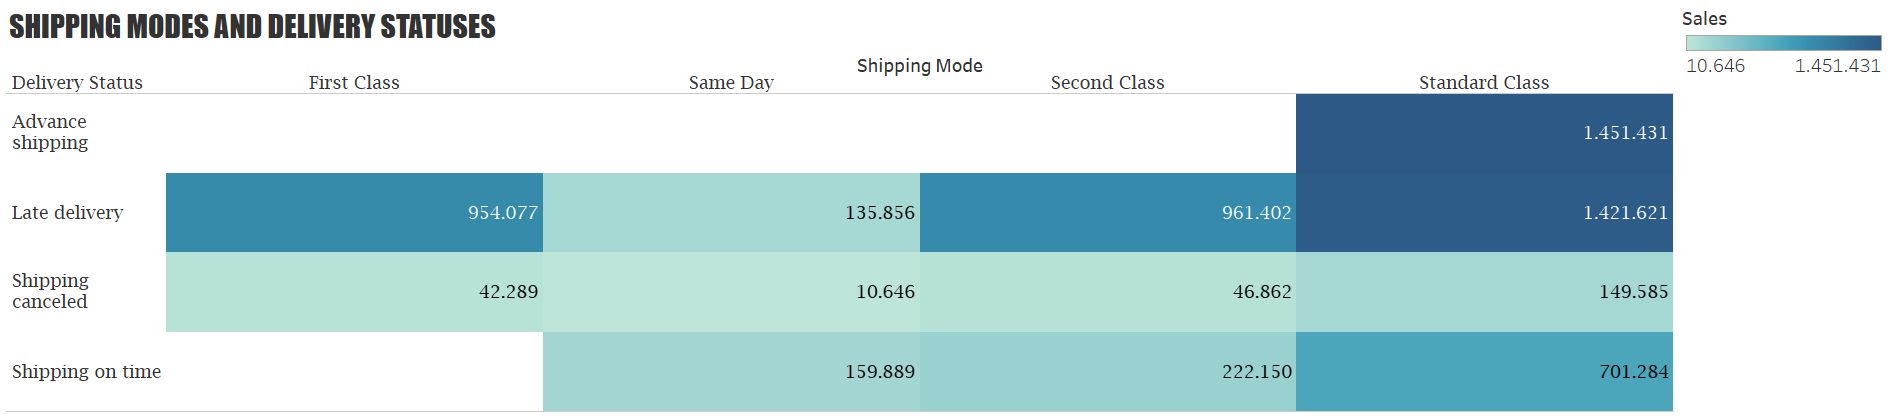 SHIPPING MODES AND DELIVERY STATUSES
Sales
10.646 1.451.431
Shipping Mode
Delivery Status First Class Same Day Second Class Standard Class
Advance
shipping
1.451.431
Late delivery 954.077 135.856 961.402 1.421.621
Shipping
canceled
42.289 10.646 46.862 149.585
Shipping on time 159.889 222.150 701.284